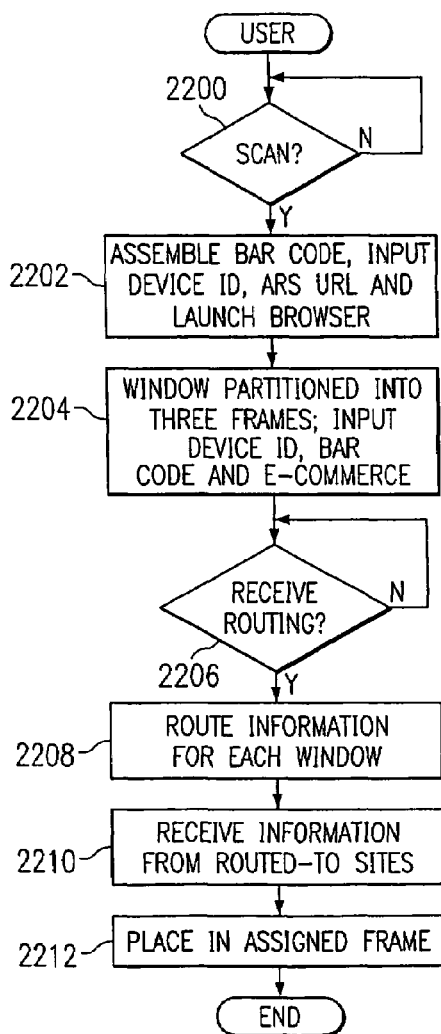 USER
2200
SCAN?
N
Y
2202
ASSEMBLE BAR CODE, INPUT
DEVICE ID, ARS URL AND
LAUNCH BROWSER
2204
WINDOW PARTITIONED INTO
THREE FRAMES; INPUT
DEVICE ID, BAR
CODE AND E-COMMERCE
RECEIVE
ROUTING?
N
2206
Y
2208
ROUTE INFORMATION
FOR EACH WINDOW
2210
RECEIVE INFORMATION
FROM ROUTED-TO SITES
2212
PLACE IN ASSIGNED FRAME
END